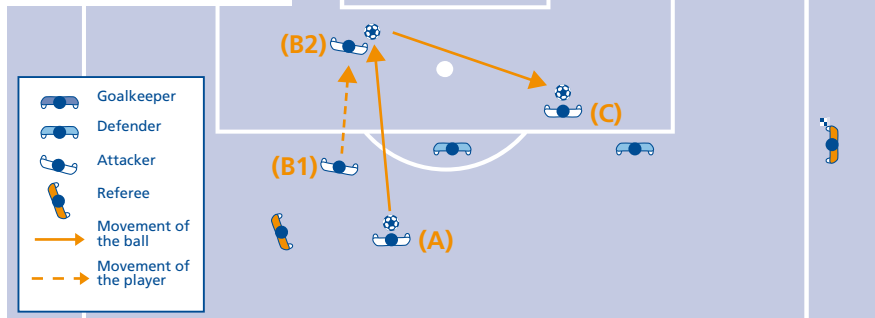 (B2)
(C)
(B1)
(A)
Goalkeeper
Defender
Attacker
Referee
Movement of
the ball
Movement of
the player